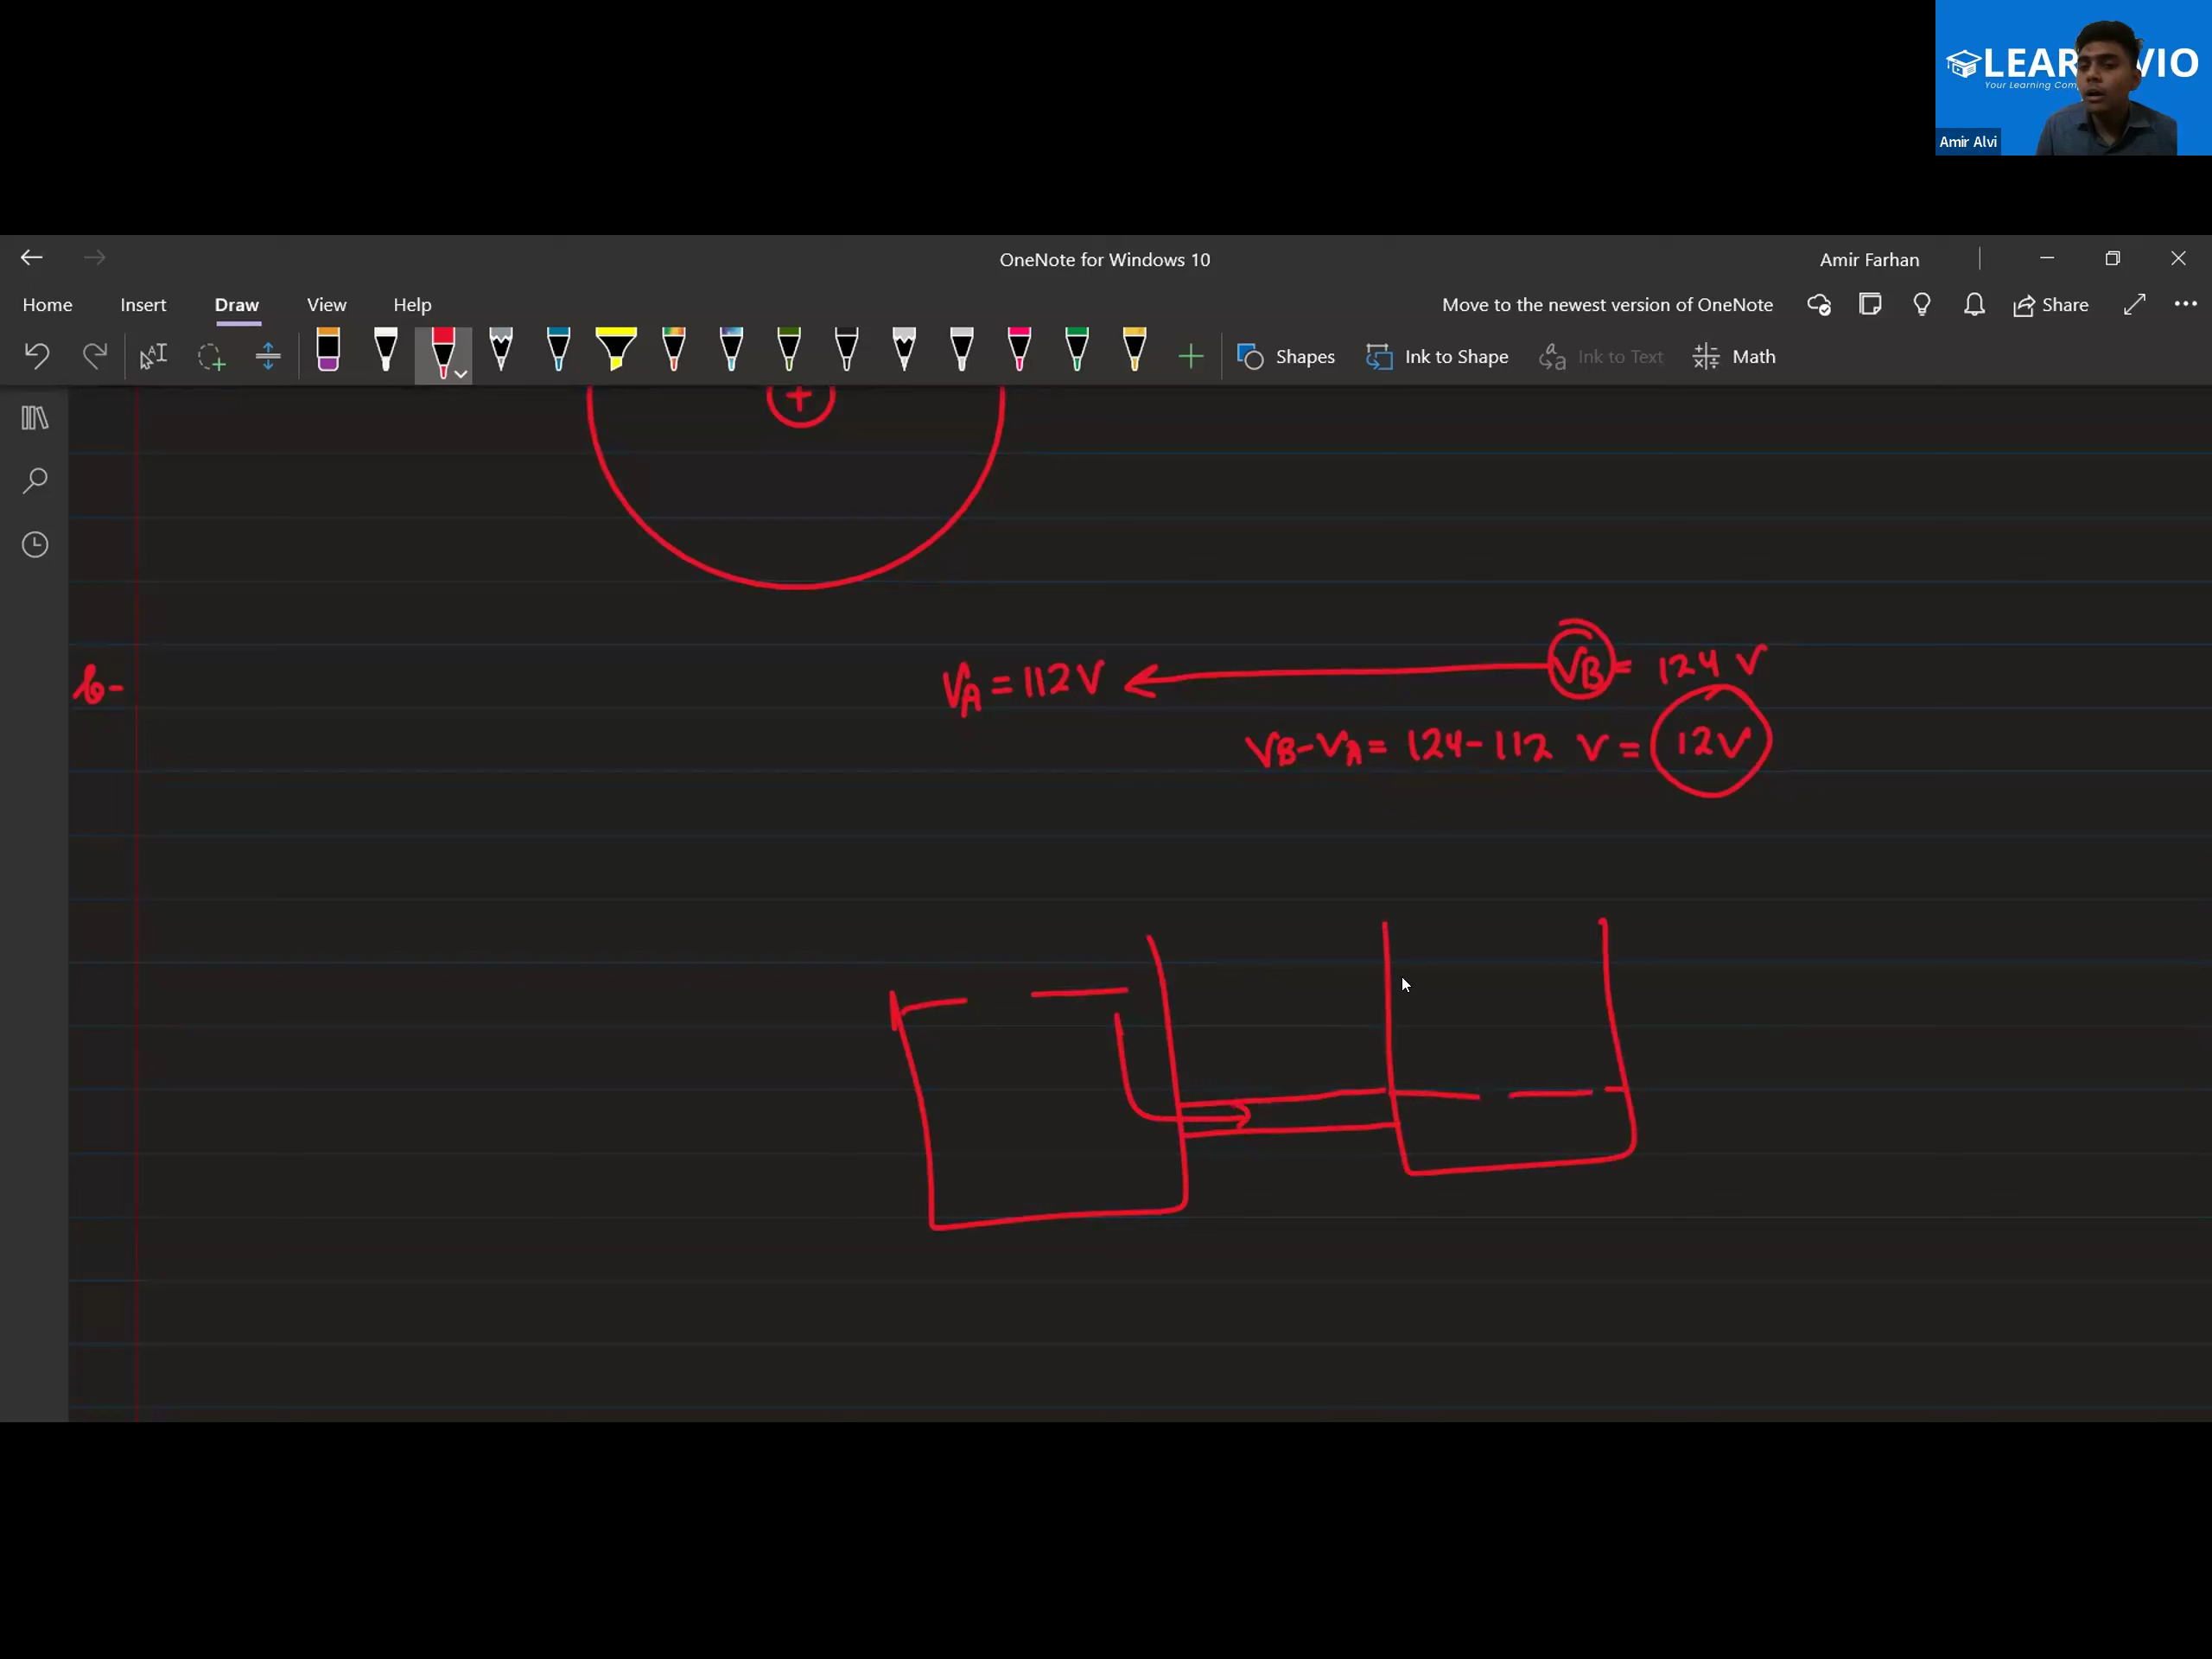 LEAR
VIO
Your Learning Com
Amir Alvi
OneNote for Windows 10
Amir Farhan
Home Insert Draw View Help
Move to the newest version of OneNote
Share
Shapes Ink to Shape Ink to Text Math
+
VA = 112V
VB = 124 V
VB-VA = 124-112 V = 12V